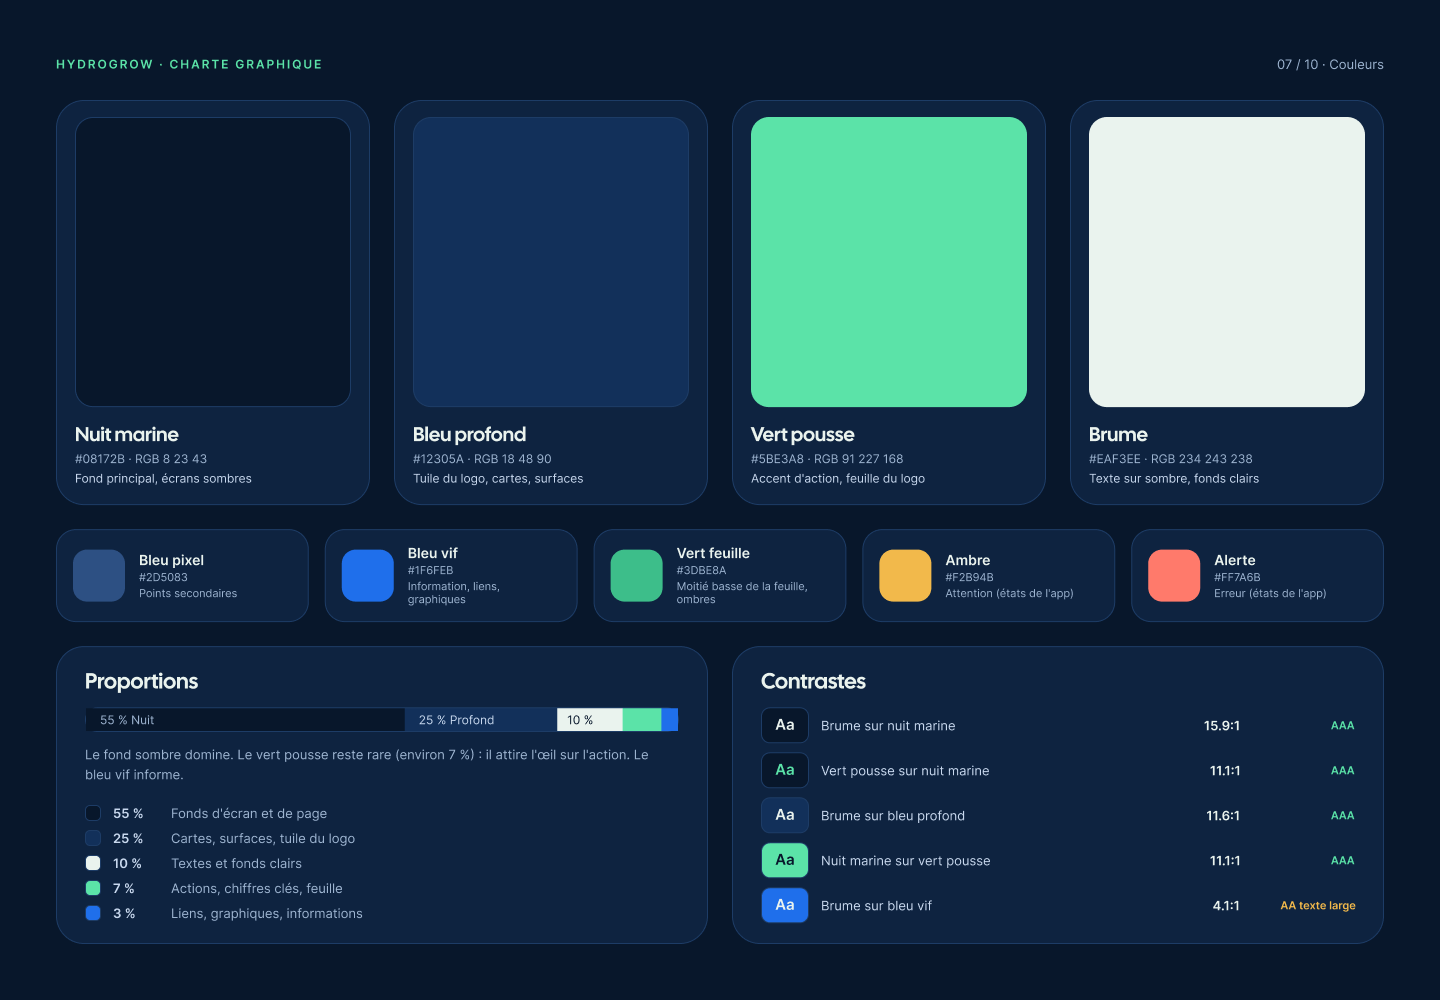 HYDROGROW · CHARTE GRAPHIQUE
07 / 10 · Couleurs
Nuit marine
#08172B · RGB 8 23 43
Fond principal, écrans sombres
Bleu profond
#12305A · RGB 18 48 90
Tuile du logo, cartes, surfaces
Vert pousse
#5BE3A8 · RGB 91 227 168
Accent d'action, feuille du logo
Brume
#EAF3EE · RGB 234 243 238
Texte sur sombre, fonds clairs
Bleu pixel
#2D5083
Points secondaires
Bleu vif
#1F6FEB
Information, liens,
graphiques
Vert feuille
#3DBE8A
Moitié basse de la feuille,
ombres
Ambre
#F2B94B
Attention (états de l'app)
Alerte
#FF7A6B
Erreur (états de l'app)
Proportions
55 % Nuit
25 % Profond
10 %
Le fond sombre domine. Le vert pousse reste rare (environ 7 %) : il attire l'œil sur l'action. Le
bleu vif informe.
55 % Fonds d'écran et de page
25 % Cartes, surfaces, tuile du logo
10 % Textes et fonds clairs
7 % Actions, chiffres clés, feuille
3 % Liens, graphiques, informations
Contrastes
Aa Brume sur nuit marine 15.9:1 AAA
Aa Vert pousse sur nuit marine 11.1:1 AAA
Aa Brume sur bleu profond 11.6:1 AAA
Aa Nuit marine sur vert pousse 11.1:1 AAA
Aa Brume sur bleu vif 4.1:1 AA texte large